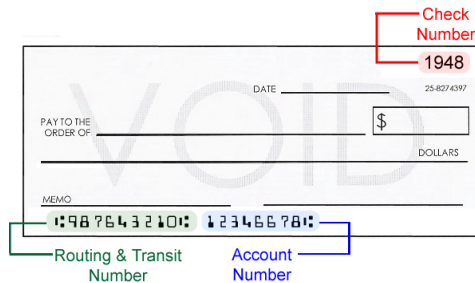 Check
Number
1948
DATE
25-8274397
PAY TO THE
ORDER OF
$
VOID
DOLLARS
MEMO
⑆987643210⑆ 12346678⑆
Routing & Transit
Number
Account
Number